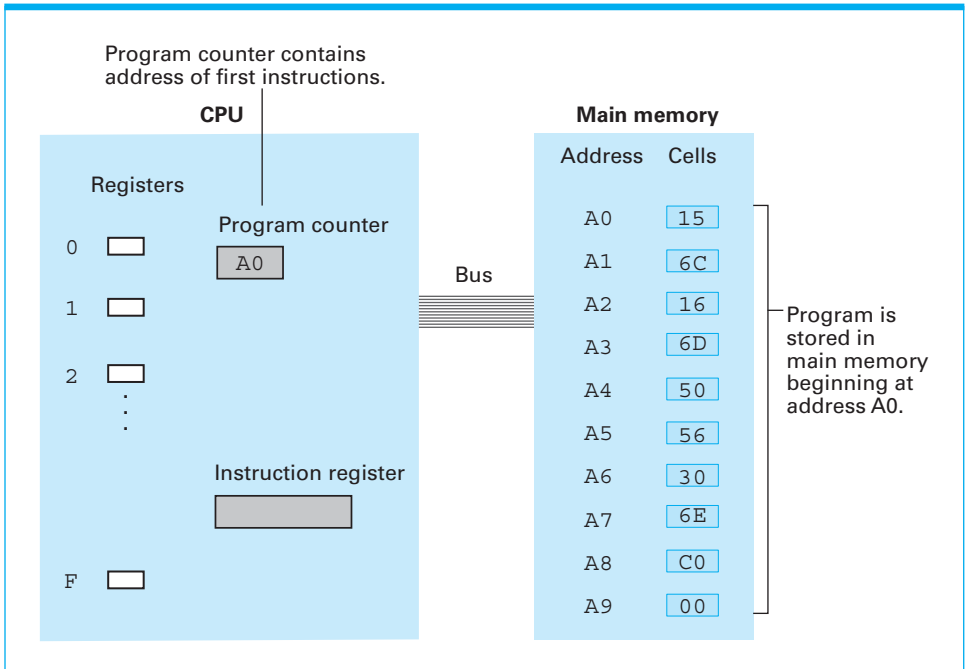 Program counter contains
address of first instructions.
CPU
Main memory
Address Cells
Registers
Program counter
A0
0
1
2
F
Instruction register
Bus
A0 15
A1 6C
A2 16
A3 6D
A4 50
A5 56
A6 30
A7 6E
A8 C0
A9 00
Program is
stored in
main memory
beginning at
address A0.